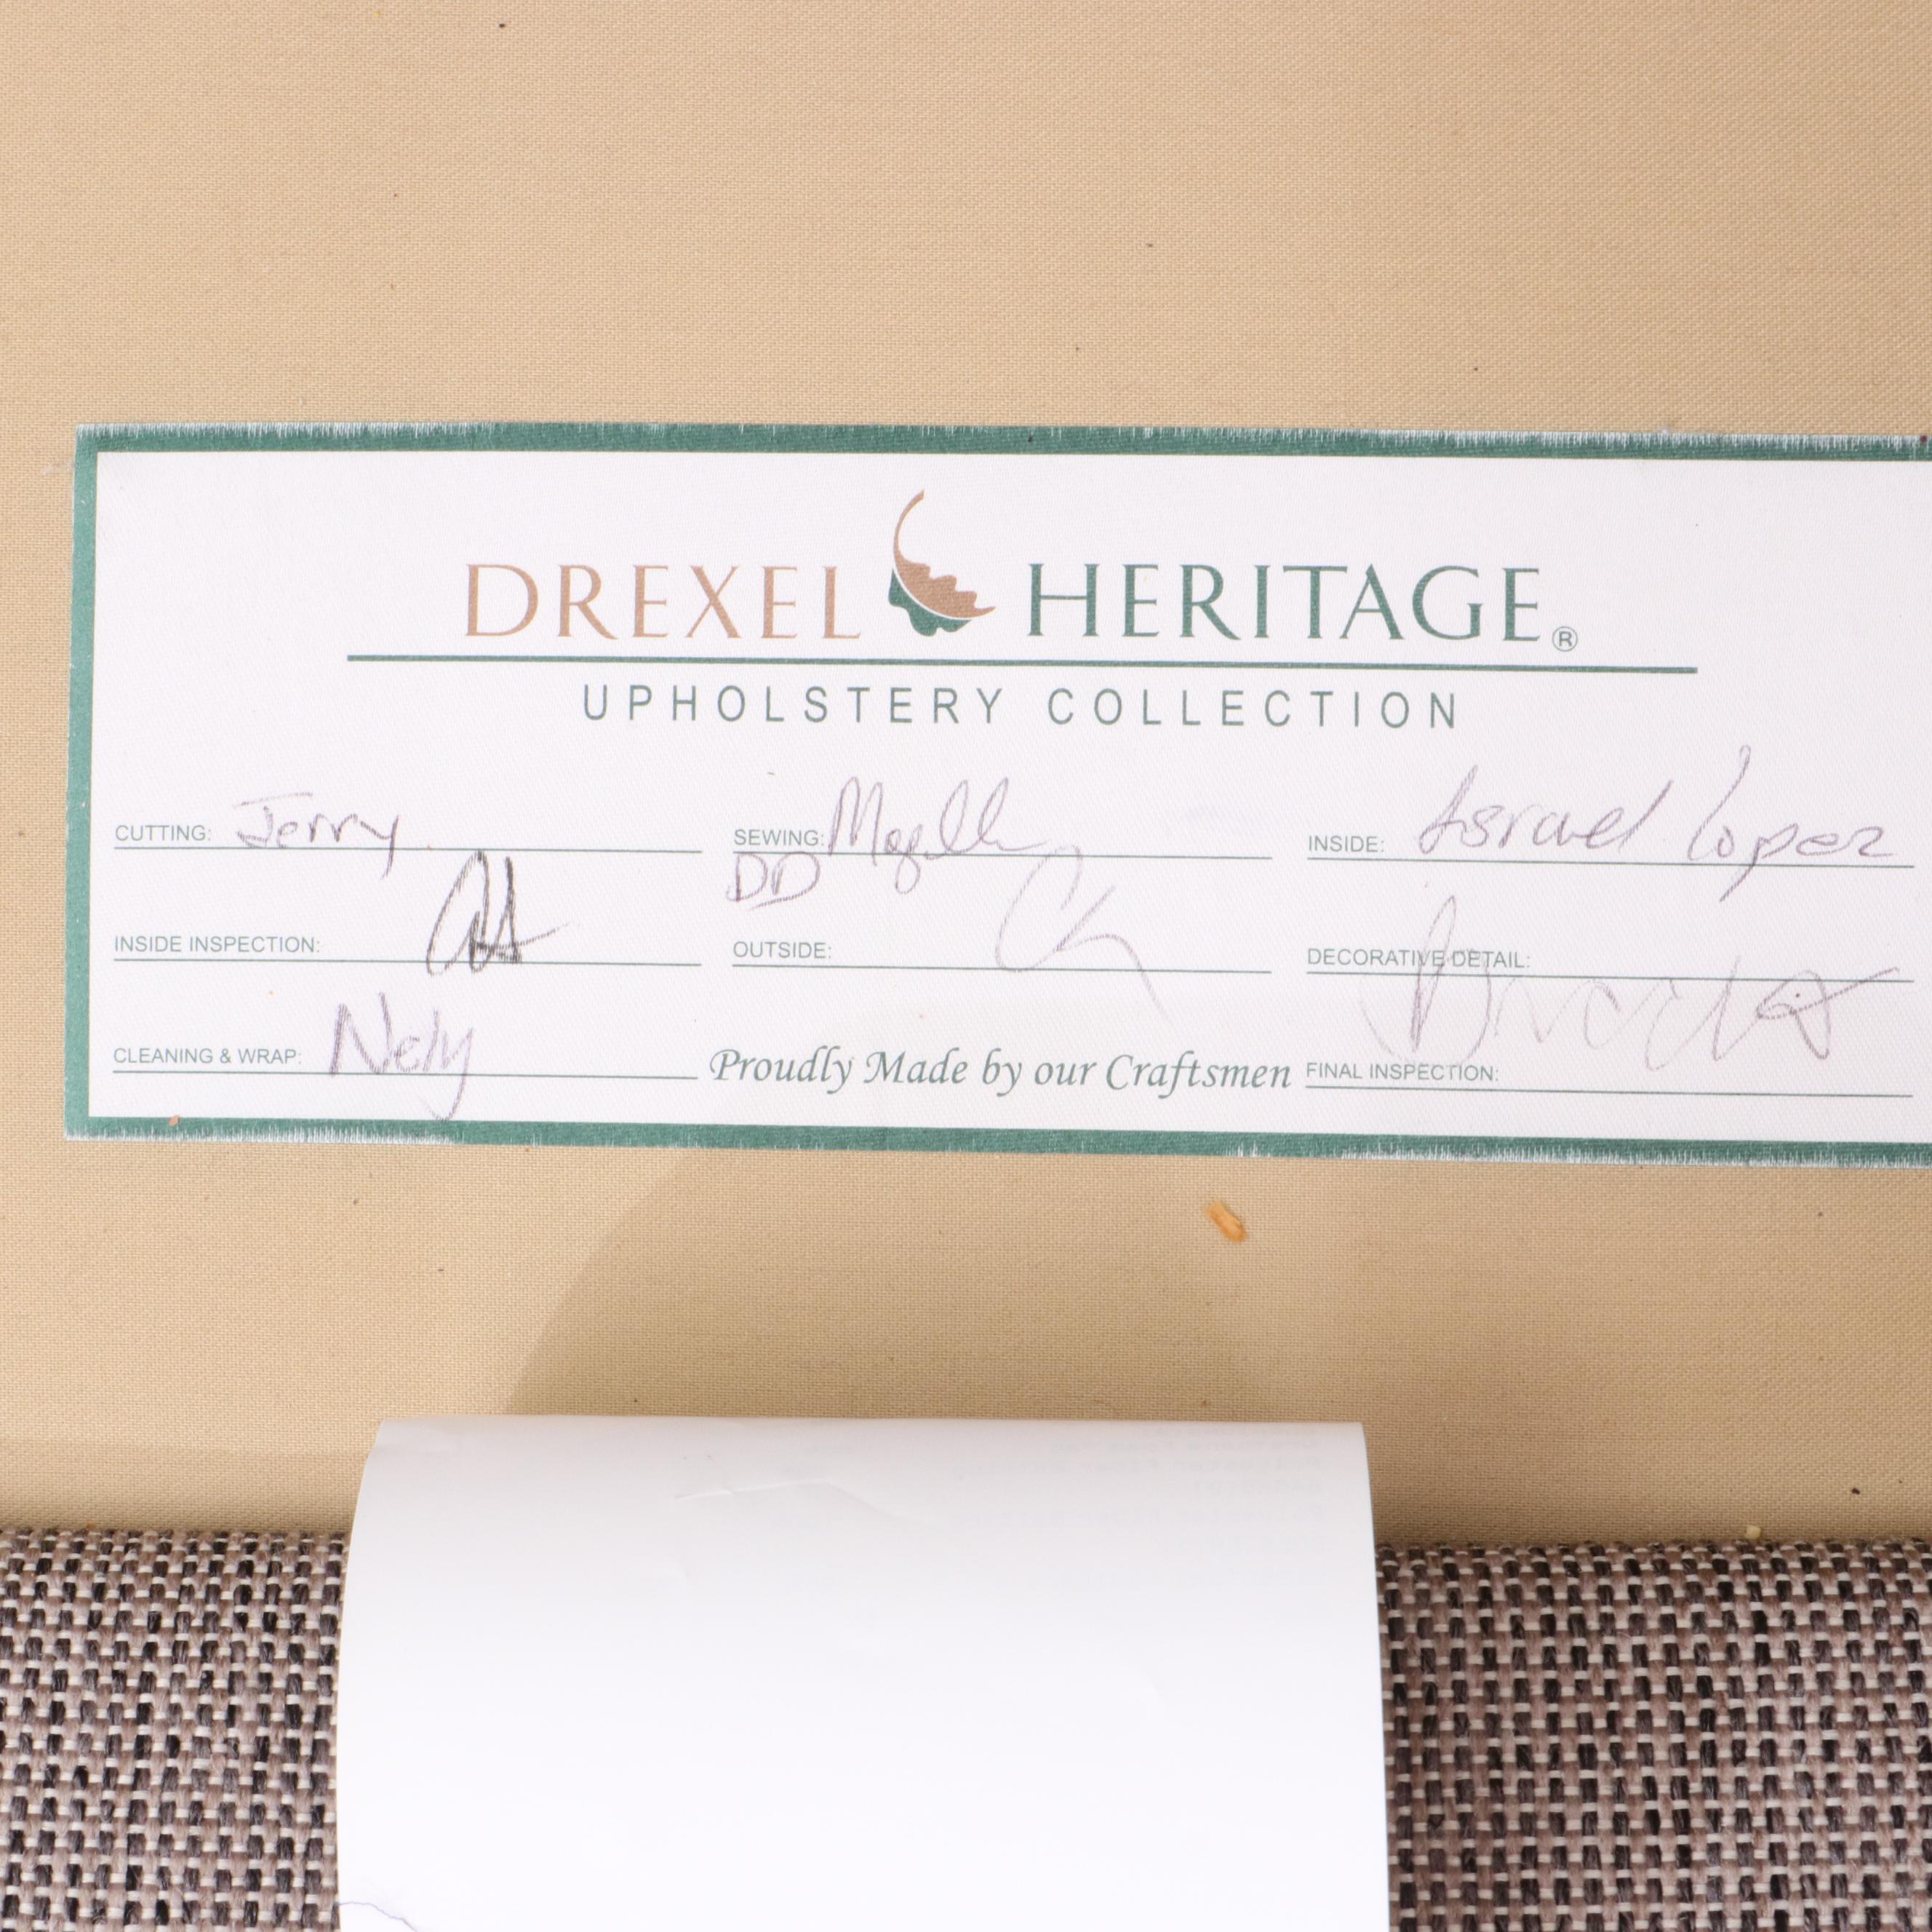 DREXEL HERITAGE®
UPHOLSTERY COLLECTION
CUTTING: Jerry SEWING: INSIDE: Israel Lopez
DD
INSIDE INSPECTION: OUTSIDE: DECORATIVE DETAIL:
CLEANING & WRAP: Nely Proudly Made by our Craftsmen FINAL INSPECTION: